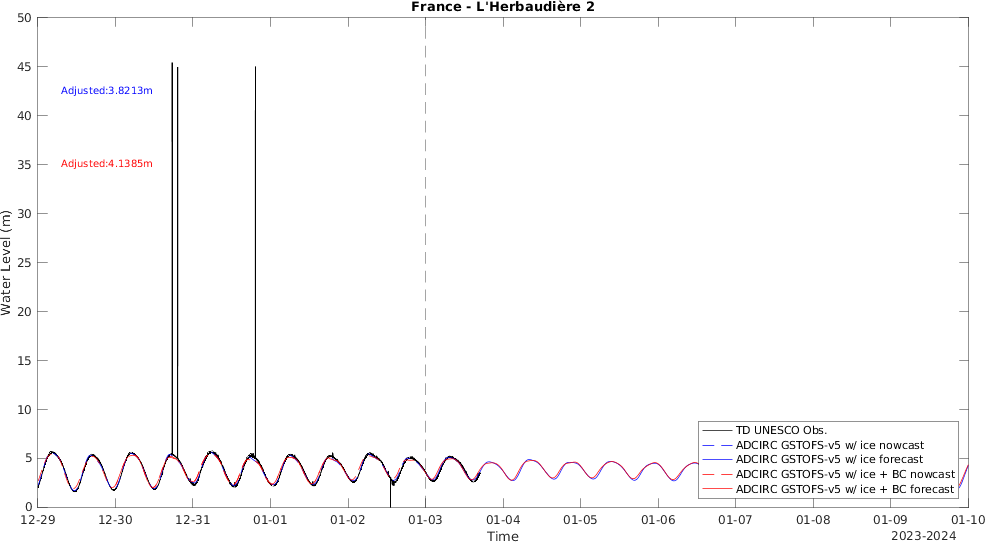 France - L'Herbaudière 2
50
45
40
35
30
25
20
15
10
5
0
Water Level (m)
Adjusted:3.8213m
Adjusted:4.1385m
TD UNESCO Obs.
ADCIRC GSTOFS-v5 w/ ice nowcast
ADCIRC GSTOFS-v5 w/ ice forecast
ADCIRC GSTOFS-v5 w/ ice + BC nowcast
ADCIRC GSTOFS-v5 w/ ice + BC forecast
12-29 12-30 12-31 01-01 01-02 01-03 01-04 01-05 01-06 01-07 01-08 01-09 01-10
Time
2023-2024